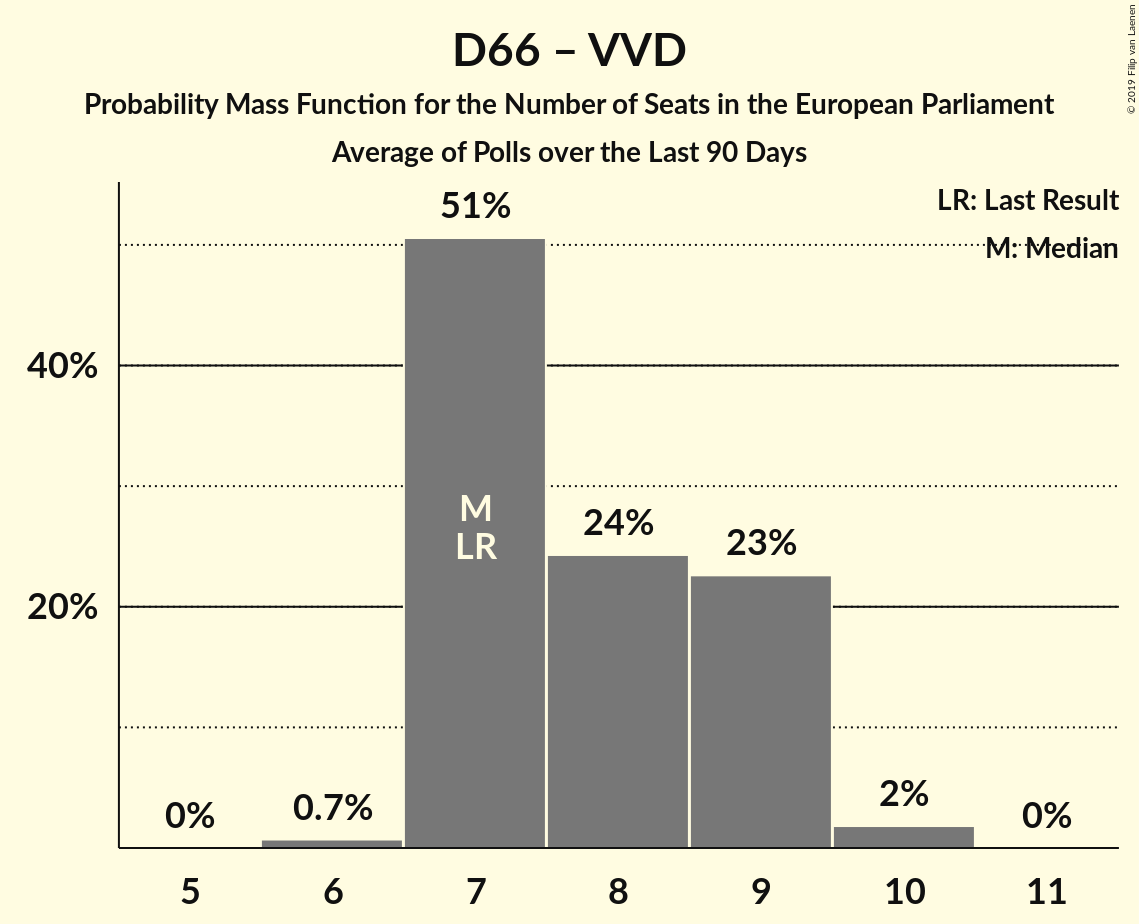 D66 – VVD
Probability Mass Function for the Number of Seats in the European Parliament
Average of Polls over the Last 90 Days
© 2019 Filip van Laenen
LR: Last Result
M: Median
51%
40%
M
LR
24%
23%
20%
0%
0.7%
2%
0%
5 6 7 8 9 10 11